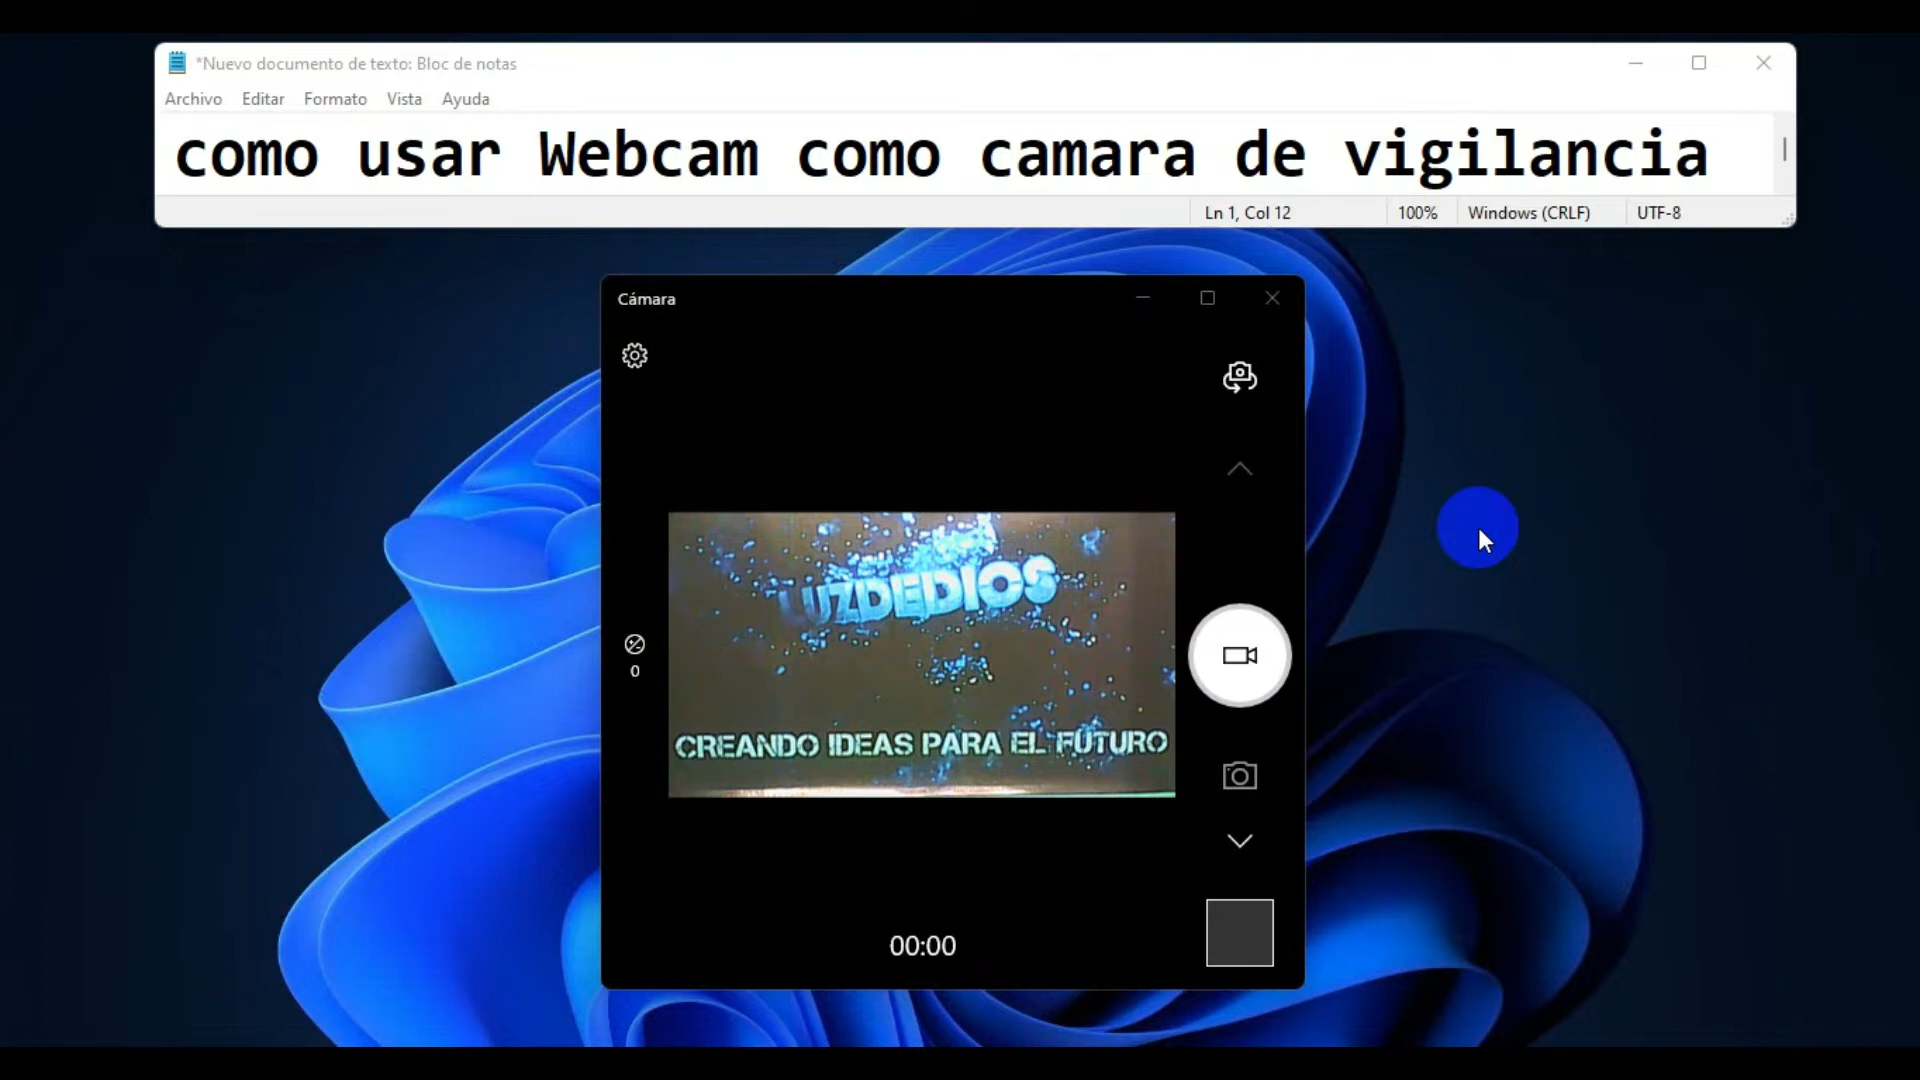 *Nuevo documento de texto: Bloc de notas
Archivo Editar Formato Vista Ayuda
como usar Webcam como camara de vigilancia
Ln 1, Col 12 100% Windows (CRLF) UTF-8
Cámara
LUZDEDIOS
0
CREANDO IDEAS PARA EL FUTURO
00:00